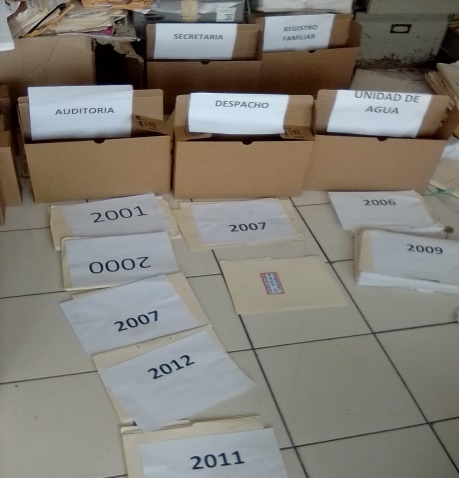 SECRETARIA
REGISTRO
FAMILIAR
AUDITORIA
DESPACHO
UNIDAD DE
AGUA
2001
2007
2006
2000
2009
2007
2012
2011